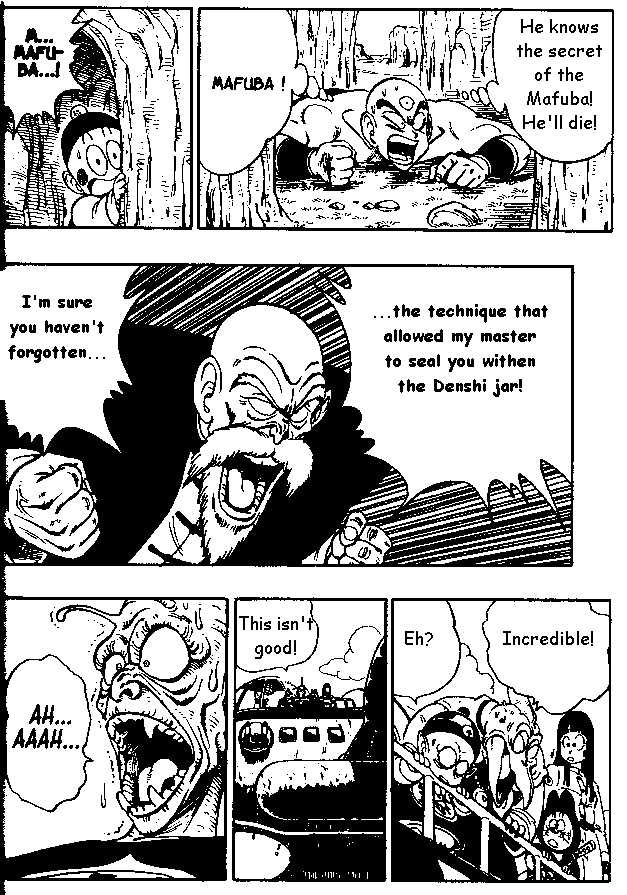 M...
MAFU-
BA...!
MAFUBA !
He knows
the secret
of the
Mafuba!
He'll die!
I'm sure
you haven't
forgotten...
...the technique that
allowed my master
to seal you withen
the Denshi jar!
AH...
AAAH...
This isn't
good!
Eh?
Incredible!